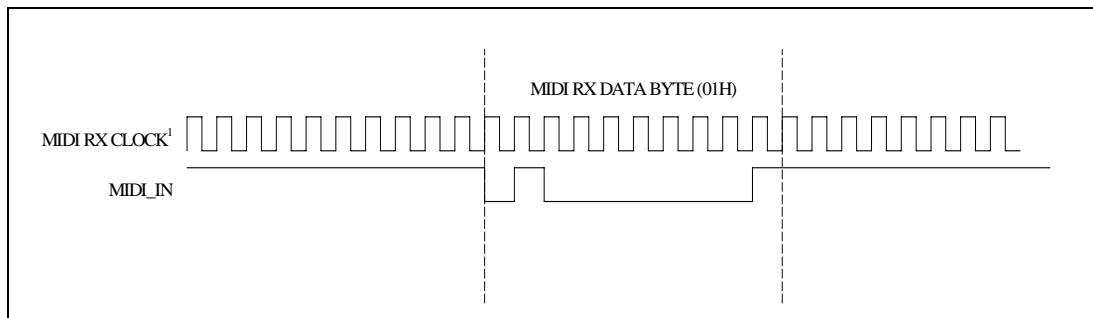 MIDI RX DATA BYTE (01H)
MIDI RX CLOCK¹
MIDI_IN